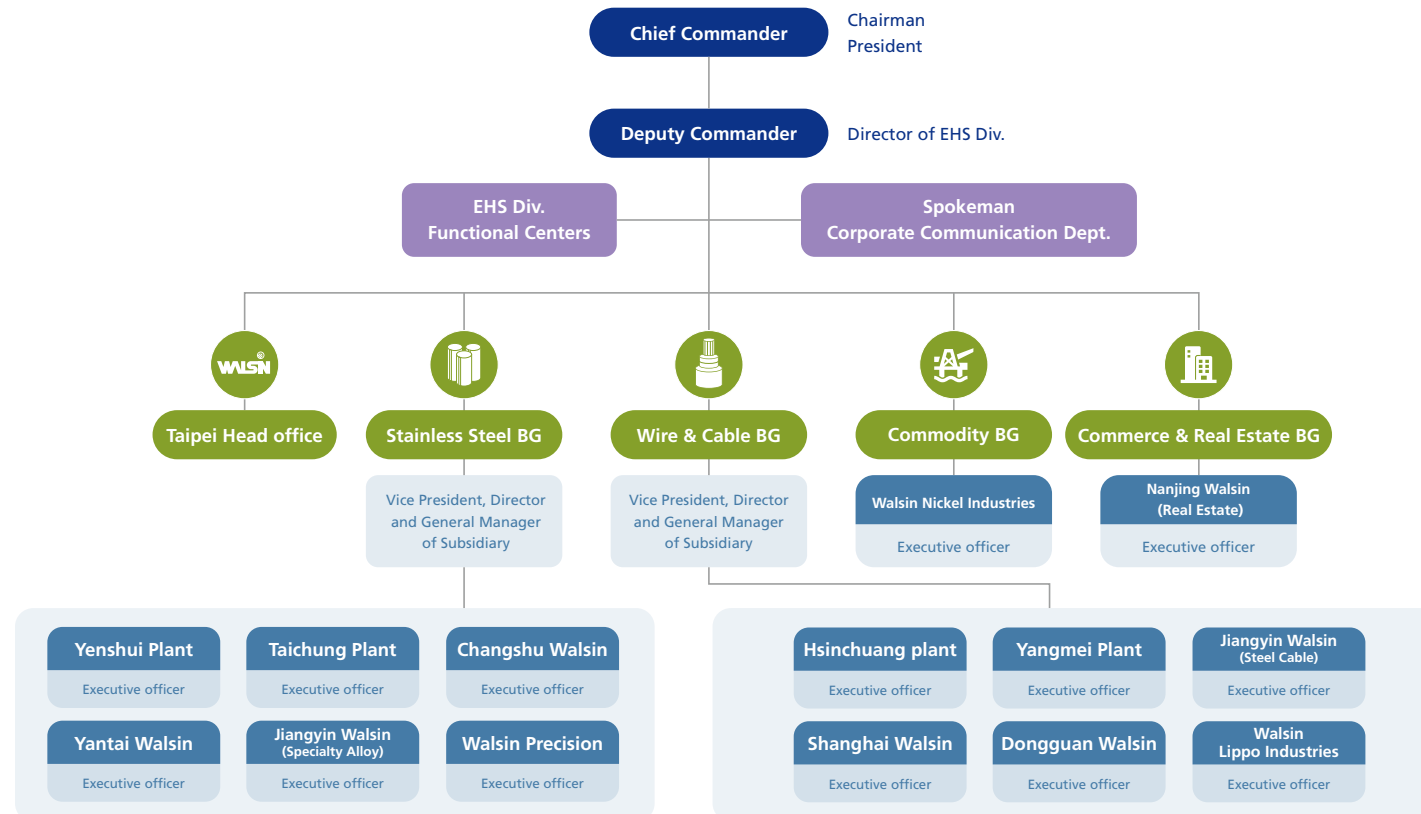 Chief Commander
Chairman
President
Deputy Commander
Director of EHS Div.
EHS Div.
Functional Centers
Spokeman
Corporate Communication Dept.
WALSIN
Taipei Head office
Stainless Steel BG
Wire & Cable BG
Commodity BG
Commerce & Real Estate BG
Vice President, Director
and General Manager
of Subsidiary
Vice President, Director
and General Manager
of Subsidiary
Walsin Nickel Industries
Executive officer
Nanjing Walsin
(Real Estate)
Executive officer
Yenshui Plant
Executive officer
Taichung Plant
Executive officer
Changshu Walsin
Executive officer
Yantai Walsin
Executive officer
Jiangyin Walsin
(Specialty Alloy)
Executive officer
Walsin Precision
Executive officer
Hsinchuang plant
Executive officer
Yangmei Plant
Executive officer
Jiangyin Walsin
(Steel Cable)
Executive officer
Shanghai Walsin
Executive officer
Dongguan Walsin
Executive officer
Walsin
Lippo Industries
Executive officer